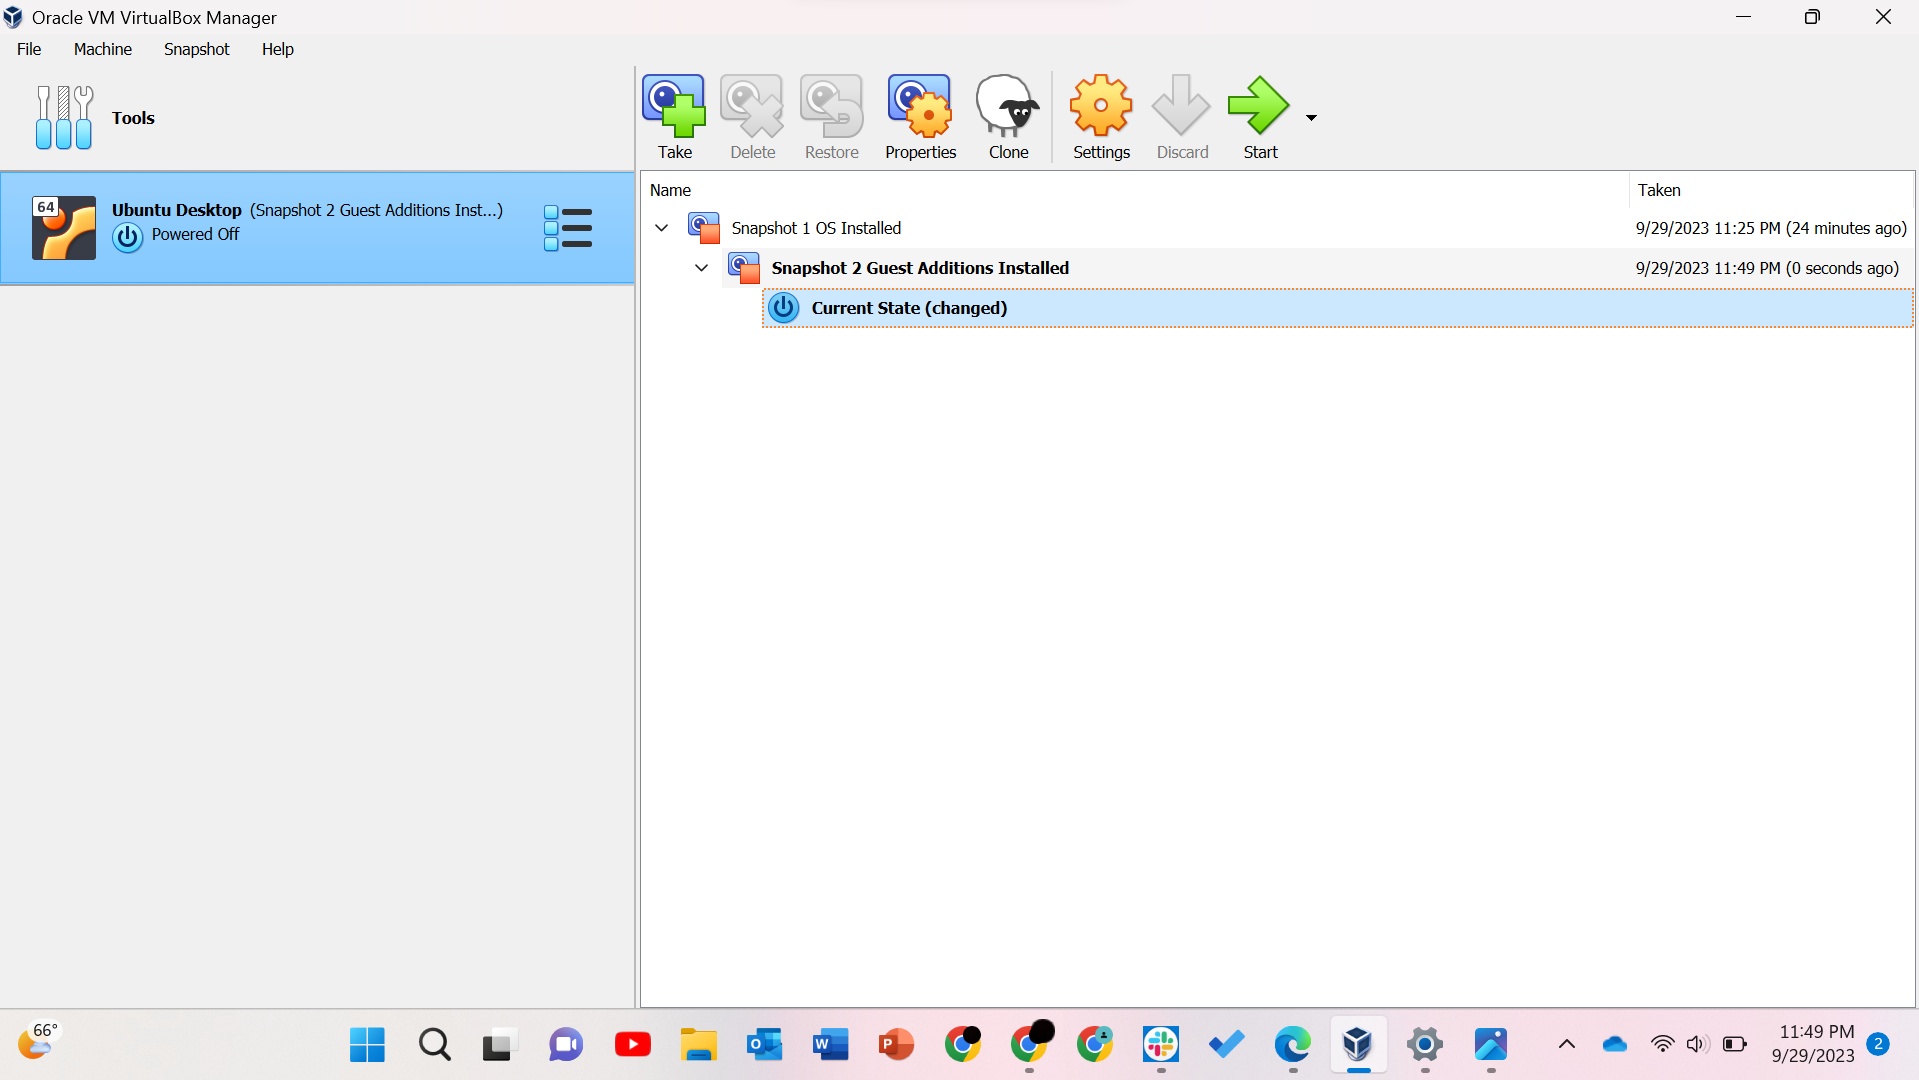 Oracle VM VirtualBox Manager
File Machine Snapshot Help
Tools
Take Delete Restore Properties Clone Settings Discard Start
64
Ubuntu Desktop (Snapshot 2 Guest Additions Inst...)
Powered Off
Name Taken
Snapshot 1 OS Installed 9/29/2023 11:25 PM (24 minutes ago)
Snapshot 2 Guest Additions Installed 9/29/2023 11:49 PM (0 seconds ago)
Current State (changed)
66°
O
W
P
11:49 PM
9/29/2023
2